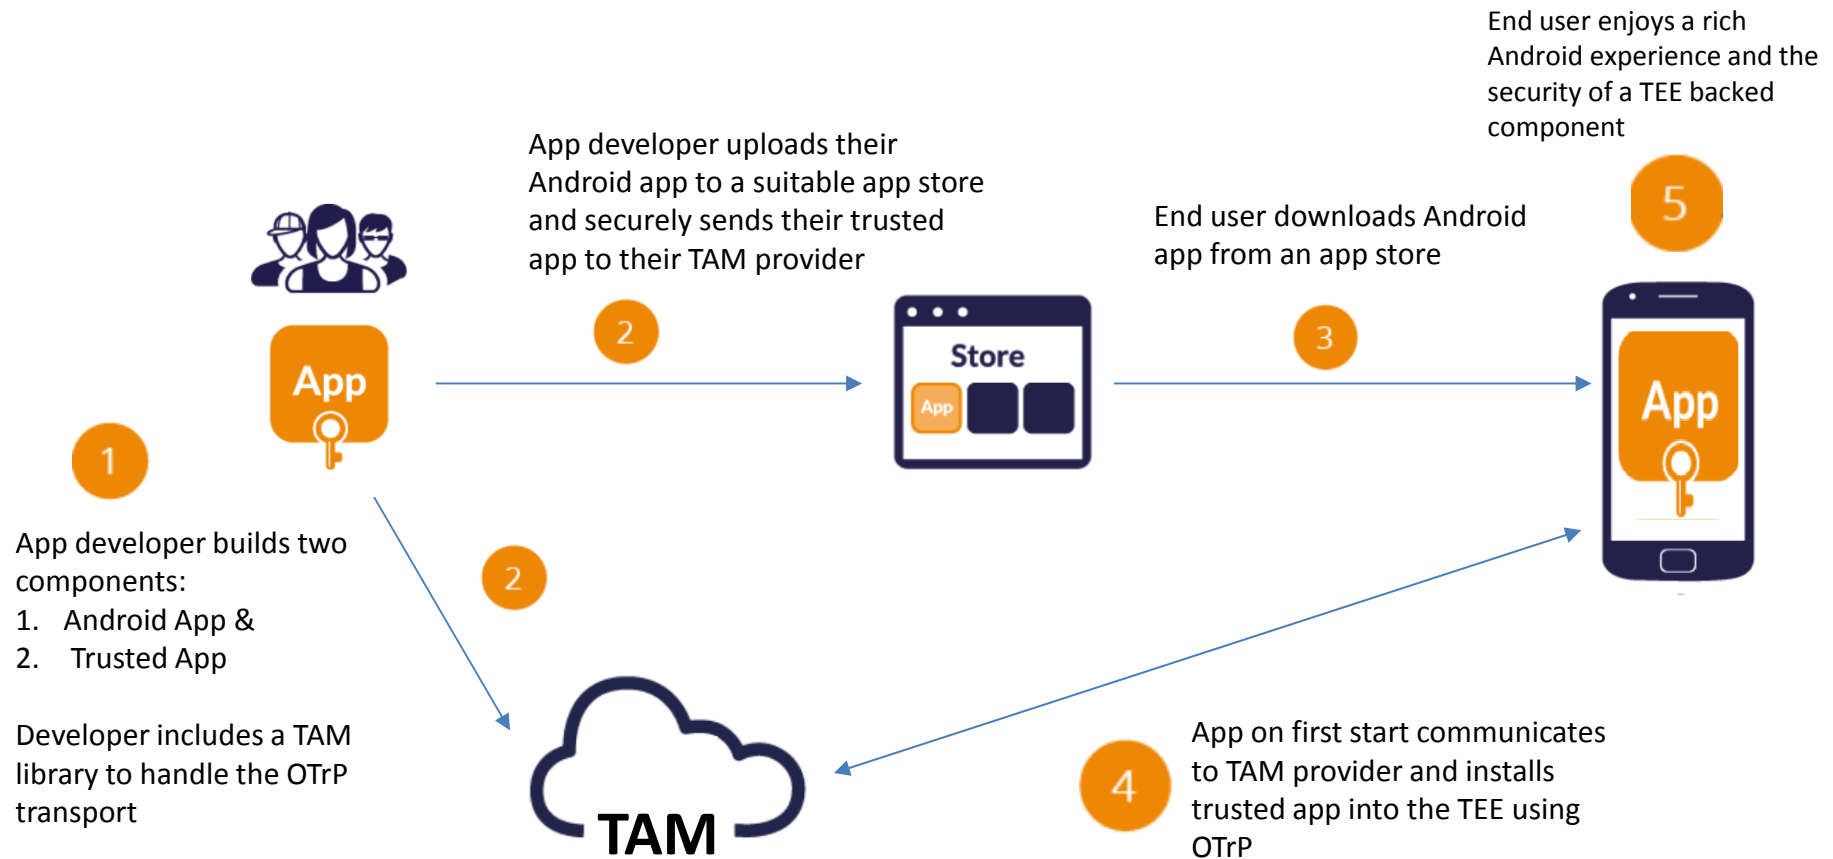 End user enjoys a rich
Android experience and the
security of a TEE backed
component
5
App developer uploads their
Android app to a suitable app store
and securely sends their trusted
app to their TAM provider
End user downloads Android
app from an app store
2
3
Store
App
App
App
1
App developer builds two
components:
1. Android App &
2. Trusted App
Developer includes a TAM
library to handle the OTrP
transport
2
TAM
4
App on first start communicates
to TAM provider and installs
trusted app into the TEE using
OTrP